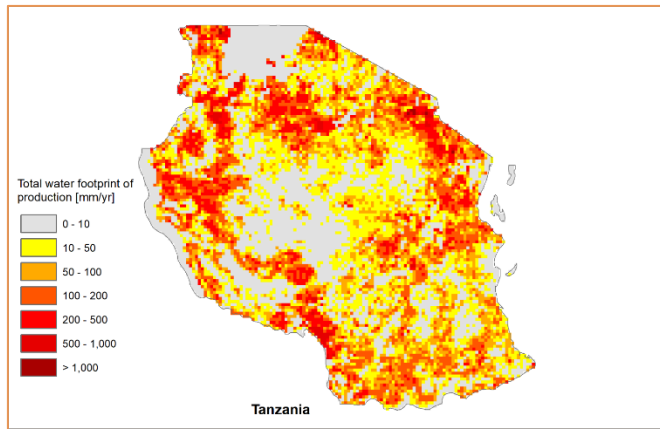 Total water footprint of
production [mm/yr]
0 - 10
10 - 50
50 - 100
100 - 200
200 - 500
500 - 1,000
> 1,000
Tanzania